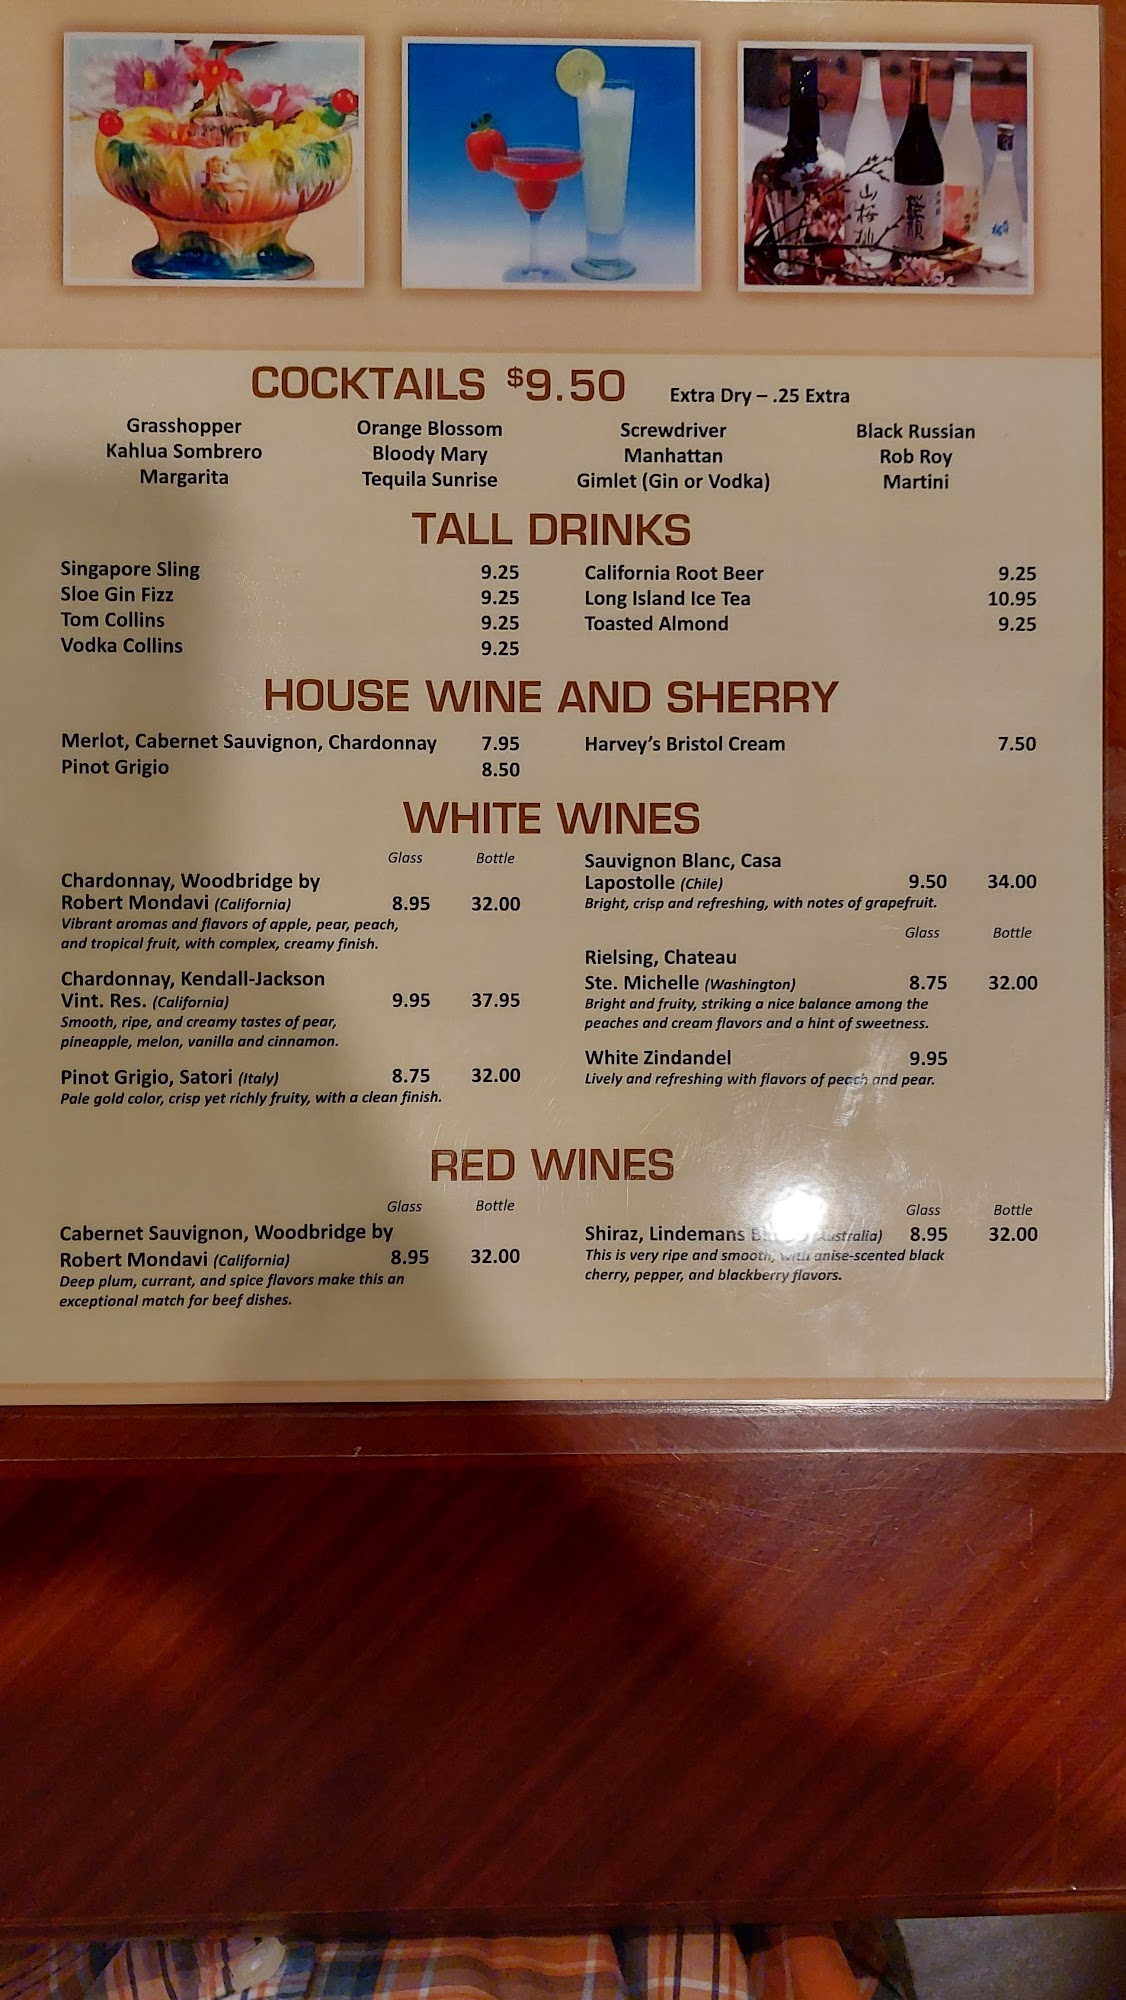 山桜桃
COCKTAILS $9.50 Extra Dry – .25 Extra
Grasshopper
Kahlua Sombrero
Margarita
Orange Blossom
Bloody Mary
Tequila Sunrise
Screwdriver
Manhattan
Gimlet (Gin or Vodka)
Black Russian
Rob Roy
Martini
TALL DRINKS
Singapore Sling 9.25
Sloe Gin Fizz 9.25
Tom Collins 9.25
Vodka Collins 9.25
California Root Beer 9.25
Long Island Ice Tea 10.95
Toasted Almond 9.25
HOUSE WINE AND SHERRY
Merlot, Cabernet Sauvignon, Chardonnay 7.95
Pinot Grigio 8.50
Harvey's Bristol Cream 7.50
WHITE WINES
Glass Bottle
Chardonnay, Woodbridge by
Robert Mondavi (California) 8.95 32.00
Vibrant aromas and flavors of apple, pear, peach,
and tropical fruit, with complex, creamy finish.
Chardonnay, Kendall-Jackson
Vint. Res. (California) 9.95 37.95
Smooth, ripe, and creamy tastes of pear,
pineapple, melon, vanilla and cinnamon.
Pinot Grigio, Satori (Italy) 8.75 32.00
Pale gold color, crisp yet richly fruity, with a clean finish.
Sauvignon Blanc, Casa
Lapostolle (Chile) 9.50 34.00
Bright, crisp and refreshing, with notes of grapefruit.
Glass Bottle
Rielsing, Chateau
Ste. Michelle (Washington) 8.75 32.00
Bright and fruity, striking a nice balance among the
peaches and cream flavors and a hint of sweetness.
White Zindandel 9.95
Lively and refreshing with flavors of peach and pear.
RED WINES
Glass Bottle
Cabernet Sauvignon, Woodbridge by
Robert Mondavi (California) 8.95 32.00
Deep plum, currant, and spice flavors make this an
exceptional match for beef dishes.
Glass Bottle
Shiraz, Lindemans (Australia) 8.95 32.00
This is very ripe and smooth, with anise-scented black
cherry, pepper, and blackberry flavors.